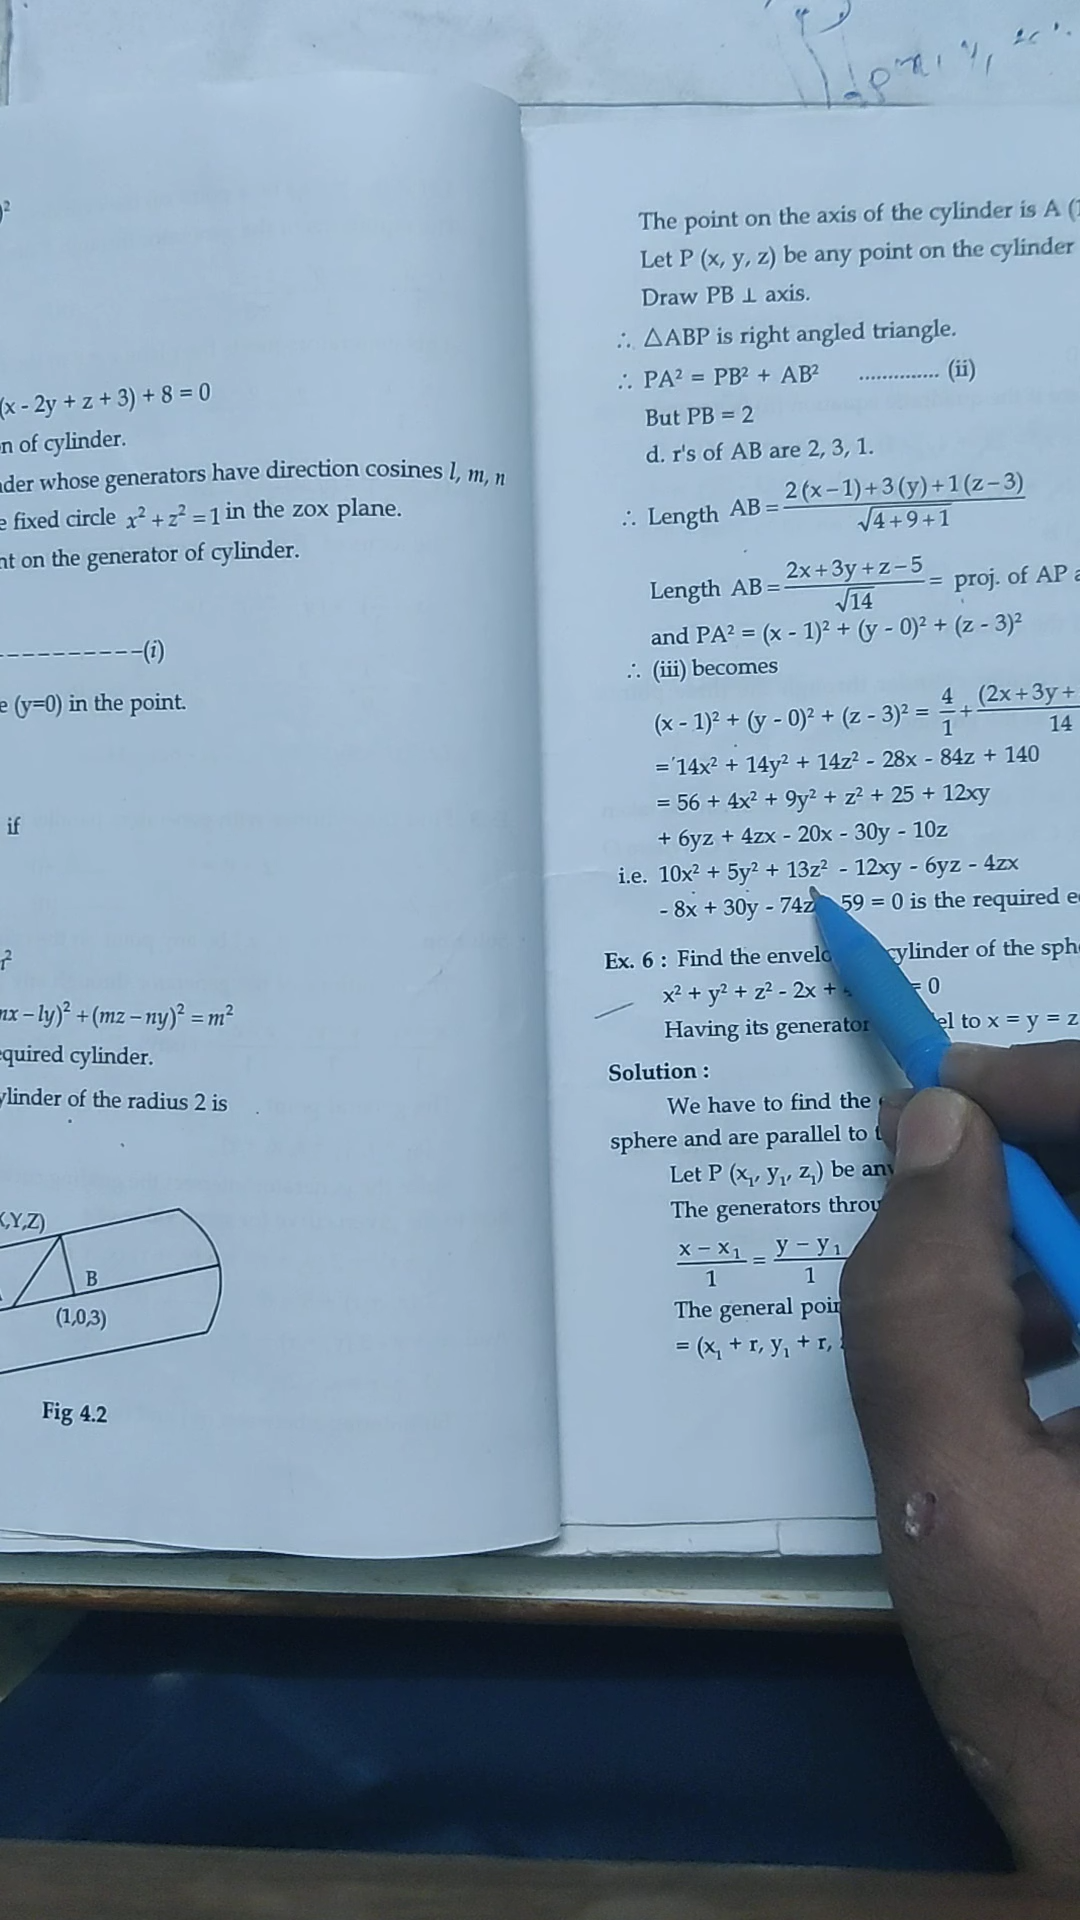 )²
(x - 2y + z + 3) + 8 = 0
n of cylinder.
der whose generators have direction cosines l, m, n
e fixed circle x² + z² = 1 in the zox plane.
nt on the generator of cylinder.
----------(i)
e (y=0) in the point.
if
r²
nx – ly)² + (mz – ny)² = m²
equired cylinder.
ylinder of the radius 2 is
X,Y,Z)
B
(1,0,3)
Fig 4.2
The point on the axis of the cylinder is A (1
Let P (x, y, z) be any point on the cylinder
Draw PB ⊥ axis.
∴ △ABP is right angled triangle.
∴ PA² = PB² + AB² .............. (ii)
But PB = 2
d. r's of AB are 2, 3, 1.
∴ Length AB = 2(x–1)+3(y)+1(z–3) / √4+9+1
Length AB = 2x+3y+z–5 / √14 = proj. of AP
and PA² = (x - 1)² + (y - 0)² + (z - 3)²
∴ (iii) becomes
(x - 1)² + (y - 0)² + (z - 3)² = 4/1 + (2x+3y+ / 14
= 14x² + 14y² + 14z² - 28x - 84z + 140
= 56 + 4x² + 9y² + z² + 25 + 12xy
+ 6yz + 4zx - 20x - 30y - 10z
i.e. 10x² + 5y² + 13z² - 12xy - 6yz - 4zx
- 8x + 30y - 74z 59 = 0 is the required e
Ex. 6 : Find the envelo cylinder of the sph
x² + y² + z² - 2x + = 0
Having its generator el to x = y = z
Solution :
We have to find the
sphere and are parallel to t
Let P (x₁, y₁, z₁) be any
The generators throu
x – x₁ / 1 = y – y₁ / 1
The general poin
= (x₁ + r, y₁ + r,